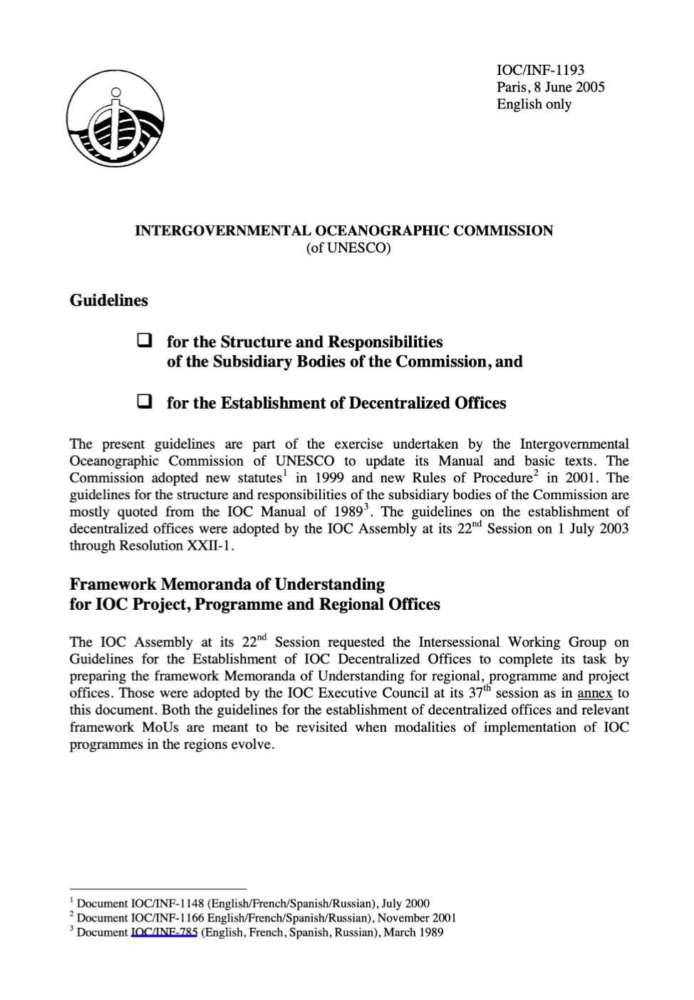 IOC/INF-1193
Paris, 8 June 2005
English only
INTERGOVERNMENTAL OCEANOGRAPHIC COMMISSION
(of UNESCO)
Guidelines
❑ for the Structure and Responsibilities
of the Subsidiary Bodies of the Commission, and
❑ for the Establishment of Decentralized Offices
The present guidelines are part of the exercise undertaken by the Intergovernmental
Oceanographic Commission of UNESCO to update its Manual and basic texts. The
Commission adopted new statutes¹ in 1999 and new Rules of Procedure² in 2001. The
guidelines for the structure and responsibilities of the subsidiary bodies of the Commission are
mostly quoted from the IOC Manual of 1989³. The guidelines on the establishment of
decentralized offices were adopted by the IOC Assembly at its 22nd Session on 1 July 2003
through Resolution XXII-1.
Framework Memoranda of Understanding
for IOC Project, Programme and Regional Offices
The IOC Assembly at its 22nd Session requested the Intersessional Working Group on
Guidelines for the Establishment of IOC Decentralized Offices to complete its task by
preparing the framework Memoranda of Understanding for regional, programme and project
offices. Those were adopted by the IOC Executive Council at its 37th session as in annex to
this document. Both the guidelines for the establishment of decentralized offices and relevant
framework MoUs are meant to be revisited when modalities of implementation of IOC
programmes in the regions evolve.
¹ Document IOC/INF-1148 (English/French/Spanish/Russian), July 2000
² Document IOC/INF-1166 English/French/Spanish/Russian), November 2001
³ Document IOC/INF-785 (English, French, Spanish, Russian), March 1989